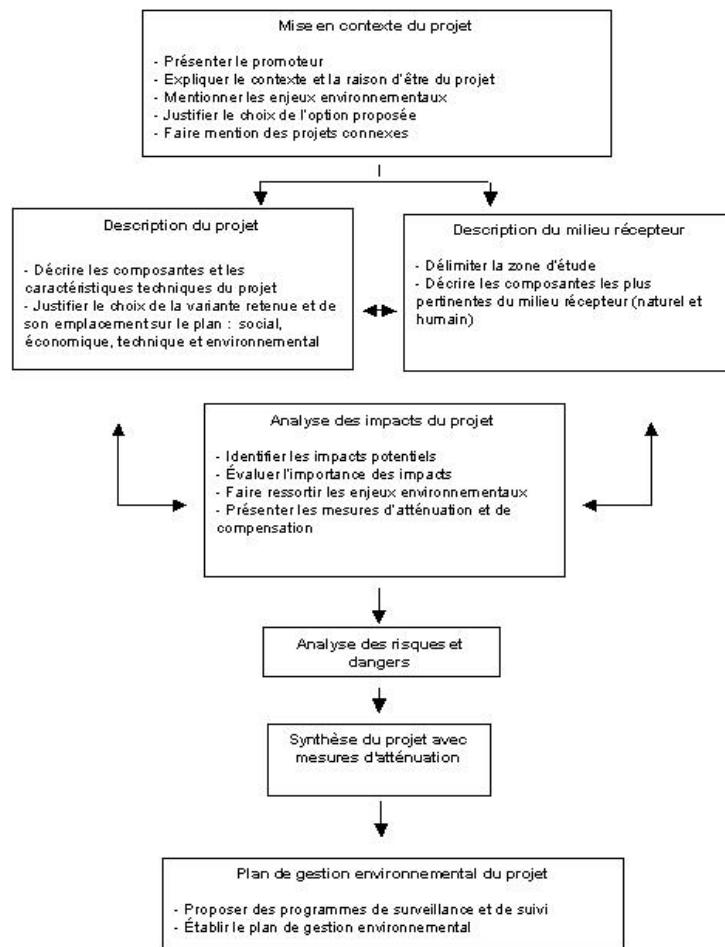 Mise en contexte du projet
- Présenter le promoteur
- Expliquer le contexte et la raison d'être du projet
- Mentionner les enjeux environnementaux
- Justifier le choix de l'option proposée
- Faire mention des projets connexes
Description du projet
- Décrire les composantes et les
caractéristiques techniques du projet
- Justifier le choix de la variante retenue et de
son emplacement sur le plan : social,
économique, technique et environnemental
Description du milieu récepteur
- Délimiter la zone d'étude
- Décrire les composantes les plus
pertinentes du milieu récepteur (naturel et
humain)
Analyse des impacts du projet
- Identifier les impacts potentiels
- Évaluer l'importance des impacts
- Faire ressortir les enjeux environnementaux
- Présenter les mesures d'atténuation et de
compensation
Analyse des risques et
dangers
Synthèse du projet avec
mesures d'atténuation
Plan de gestion environnemental du projet
- Proposer des programmes de surveillance et de suivi
- Établir le plan de gestion environnemental